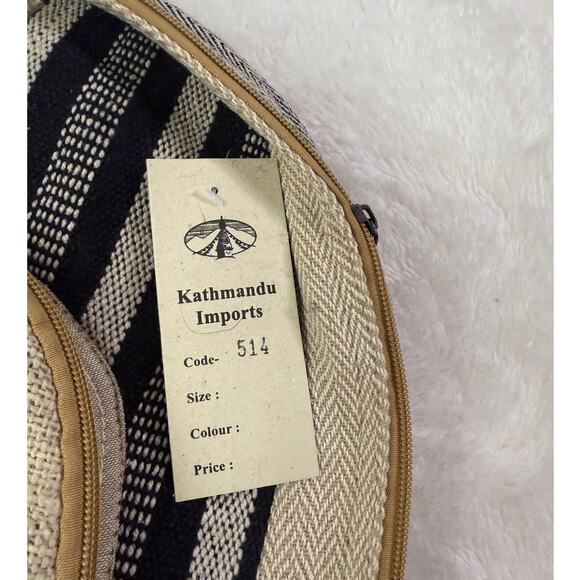 Kathmandu
Imports
Code- 514
Size :
Colour :
Price :